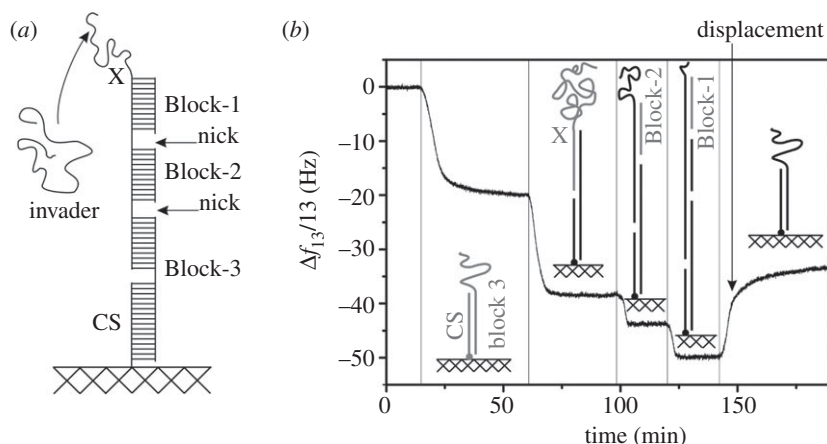 (a)
X
Block-1
nick
Block-2
nick
invader
Block-3
CS
(b)
displacement
0
−10
−20
−30
−40
−50
Δf13/13 (Hz)
CS
block 3
X
Block-2
Block-1
0
50
100
150
time (min)